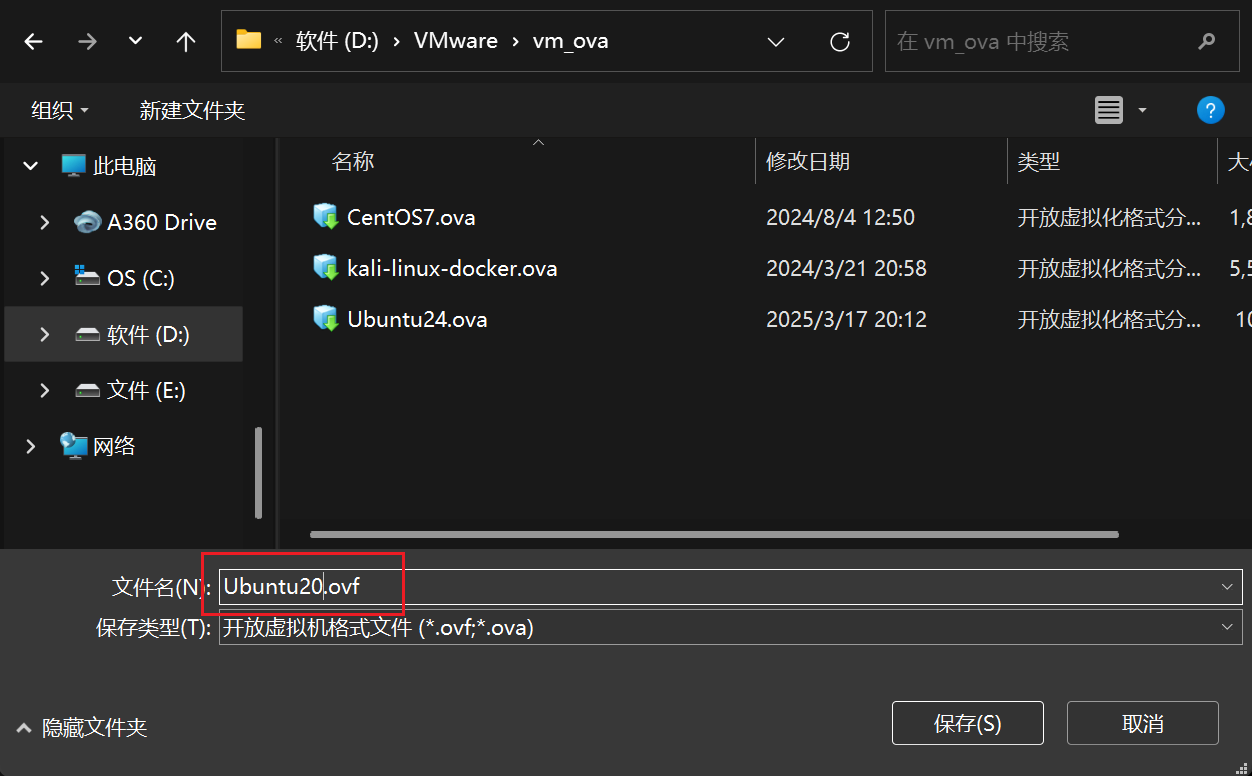 « 软件 (D:) › VMware › vm_ova
在 vm_ova 中搜索
组织 新建文件夹
此电脑
A360 Drive
OS (C:)
软件 (D:)
文件 (E:)
网络
名称 修改日期 类型
CentOS7.ova 2024/8/4 12:50 开放虚拟化格式分... 1,8
kali-linux-docker.ova 2024/3/21 20:58 开放虚拟化格式分... 5,5
Ubuntu24.ova 2025/3/17 20:12 开放虚拟化格式分... 10
文件名(N): Ubuntu20.ovf
保存类型(T): 开放虚拟机格式文件 (*.ovf;*.ova)
隐藏文件夹
保存(S) 取消